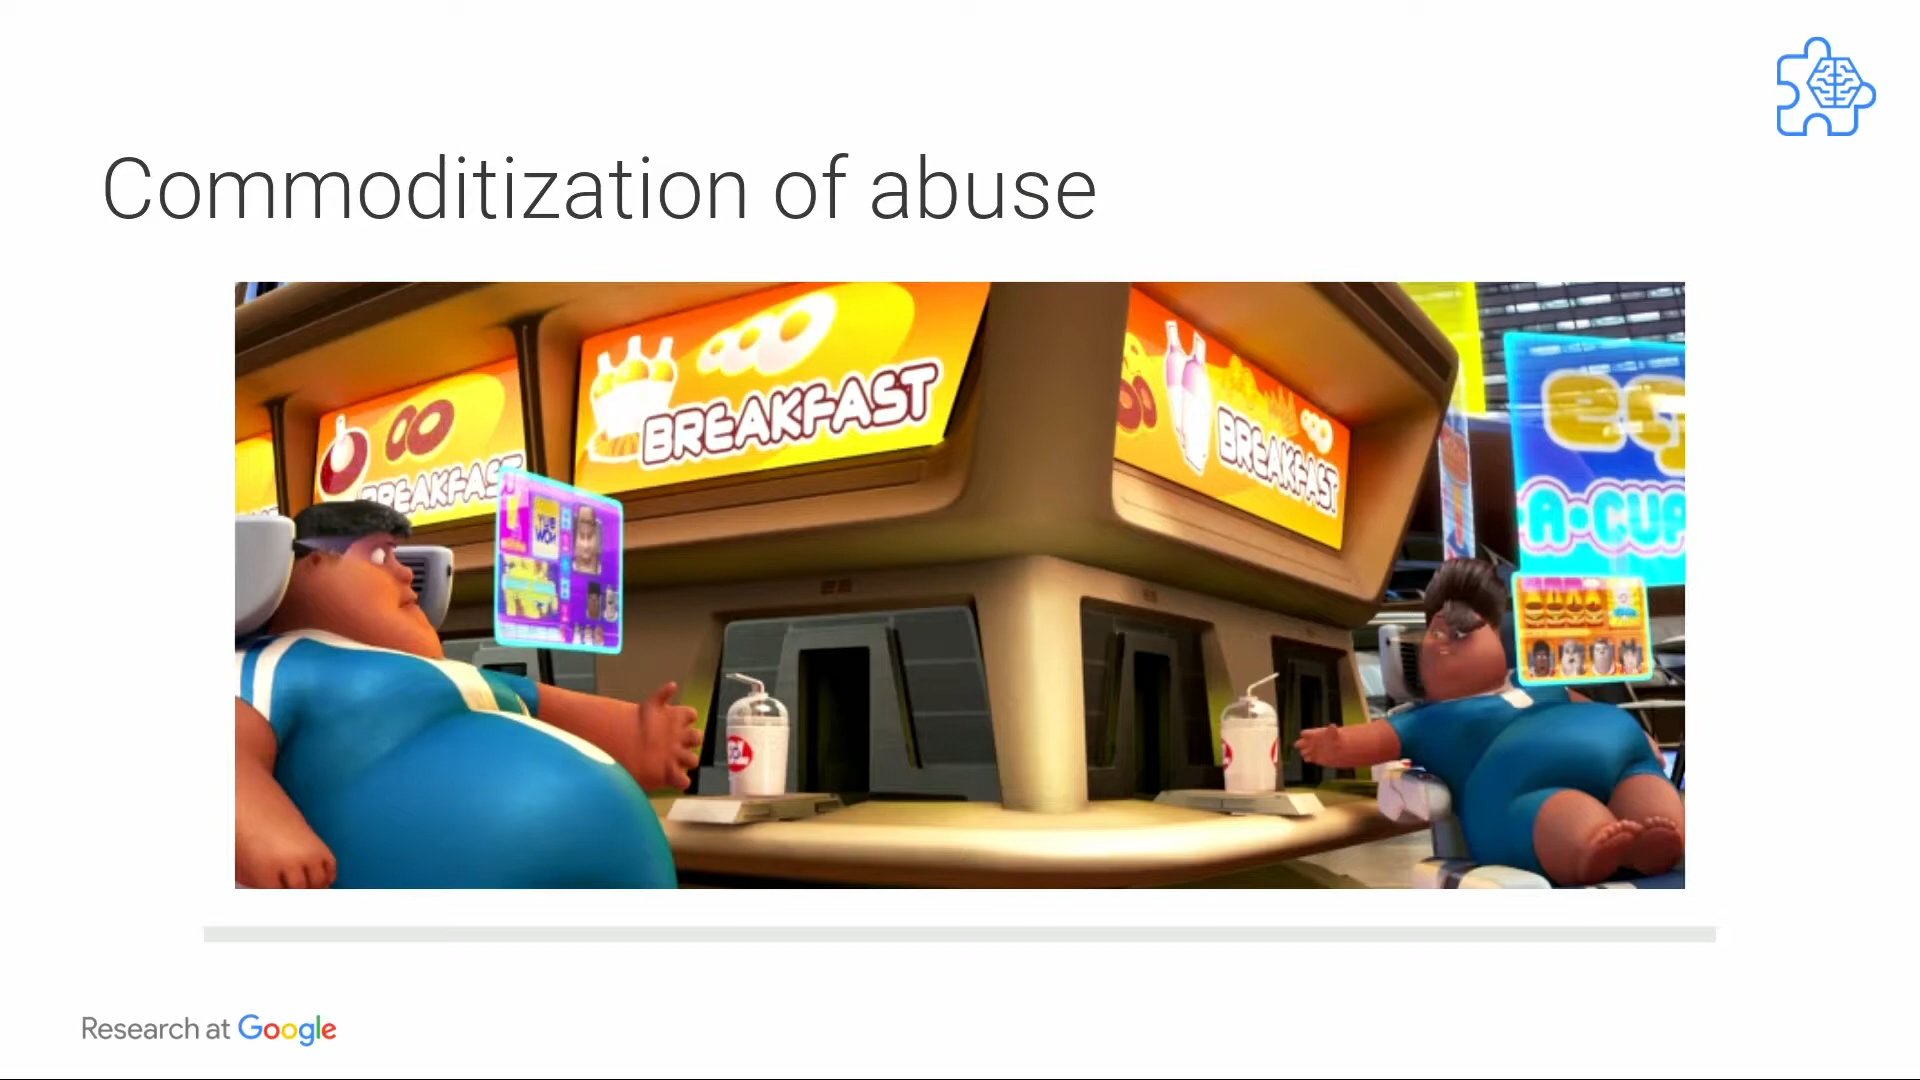 Commoditization of abuse
BREAKFAST
BREAKFAST
BREAKFAST
A•CUP
Research at Google